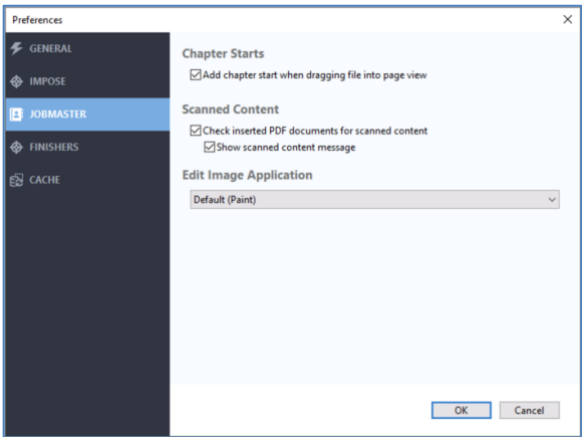 Preferences
GENERAL
IMPOSE
JOBMASTER
FINISHERS
CACHE
Chapter Starts
Add chapter start when dragging file into page view
Scanned Content
Check inserted PDF documents for scanned content
Show scanned content message
Edit Image Application
Default (Paint)
OK Cancel